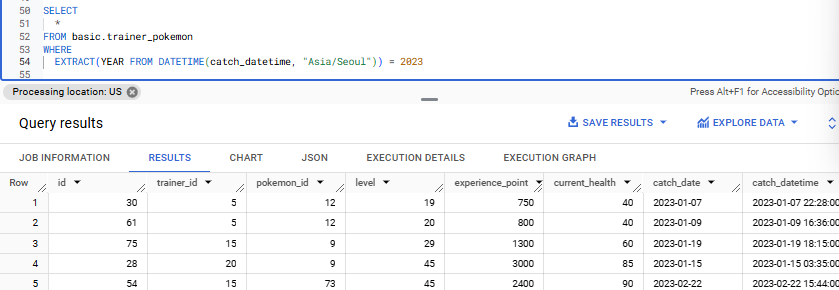 50 SELECT
51 *
52 FROM basic.trainer_pokemon
53 WHERE
54 EXTRACT(YEAR FROM DATETIME(catch_datetime, "Asia/Seoul")) = 2023
55
Processing location: US
Press Alt+F1 for Accessibility Optic
Query results
SAVE RESULTS
EXPLORE DATA
JOB INFORMATION RESULTS CHART JSON EXECUTION DETAILS EXECUTION GRAPH
Row id trainer_id pokemon_id level experience_point current_health catch_date catch_datetime
1 30 5 12 19 750 40 2023-01-07 2023-01-07 22:28:00
2 61 5 12 20 800 40 2023-01-09 2023-01-09 16:36:00
3 75 15 9 29 1300 60 2023-01-19 2023-01-19 18:15:00
4 28 20 9 45 3000 85 2023-01-15 2023-01-15 03:35:00
5 54 15 73 45 2400 90 2023-02-22 2023-02-22 15:44:00